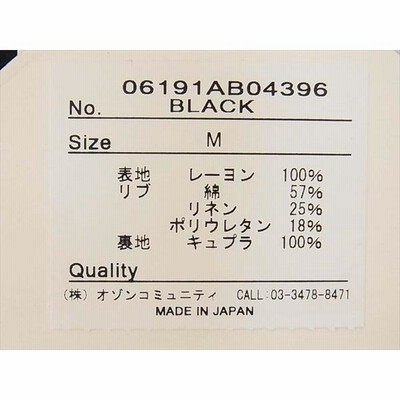 06191AB04396
No. BLACK
Size M
表地 レーヨン 100%
リブ 綿 57%
リネン 25%
ポリウレタン 18%
裏地 キュプラ 100%
Quality
(株) オゾンコミュニティ CALL:03-3478-8471
MADE IN JAPAN